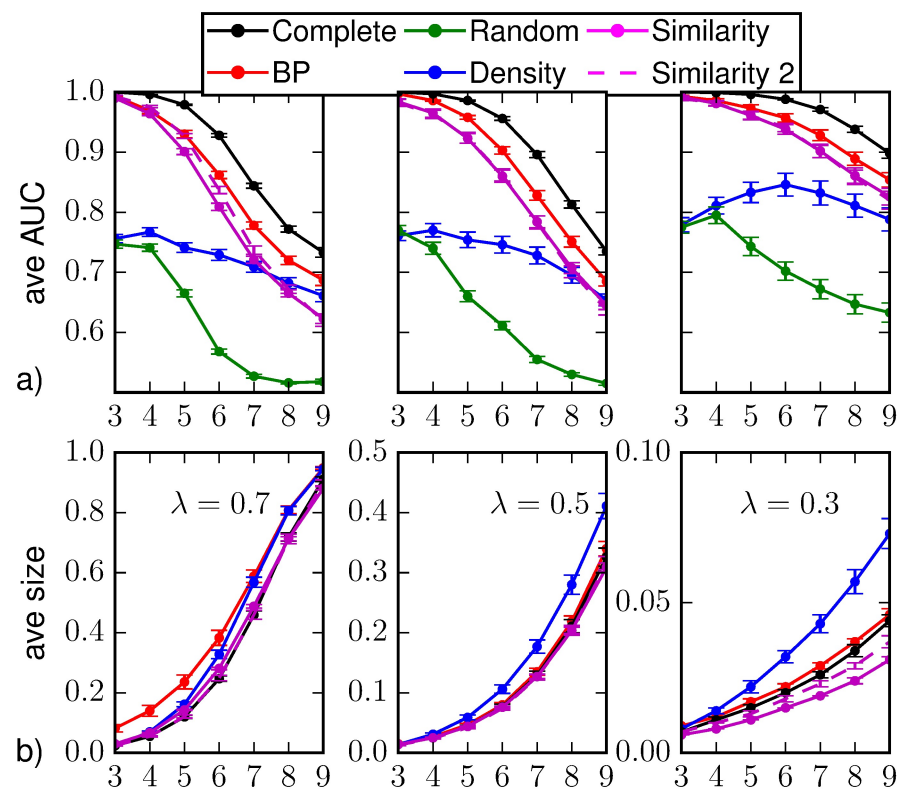 Complete Random Similarity
BP Density Similarity 2
ave AUC
1.0
0.9
0.8
0.7
0.6
a)
3 4 5 6 7 8 9 3 4 5 6 7 8 9 3 4 5 6 7 8 9
ave size
b)
1.0
0.8
0.6
0.4
0.2
0.0
λ = 0.7
3 4 5 6 7 8 9
0.5
0.4
0.3
0.2
0.1
0.0
λ = 0.5
3 4 5 6 7 8 9
0.10
0.05
0.00
λ = 0.3
3 4 5 6 7 8 9